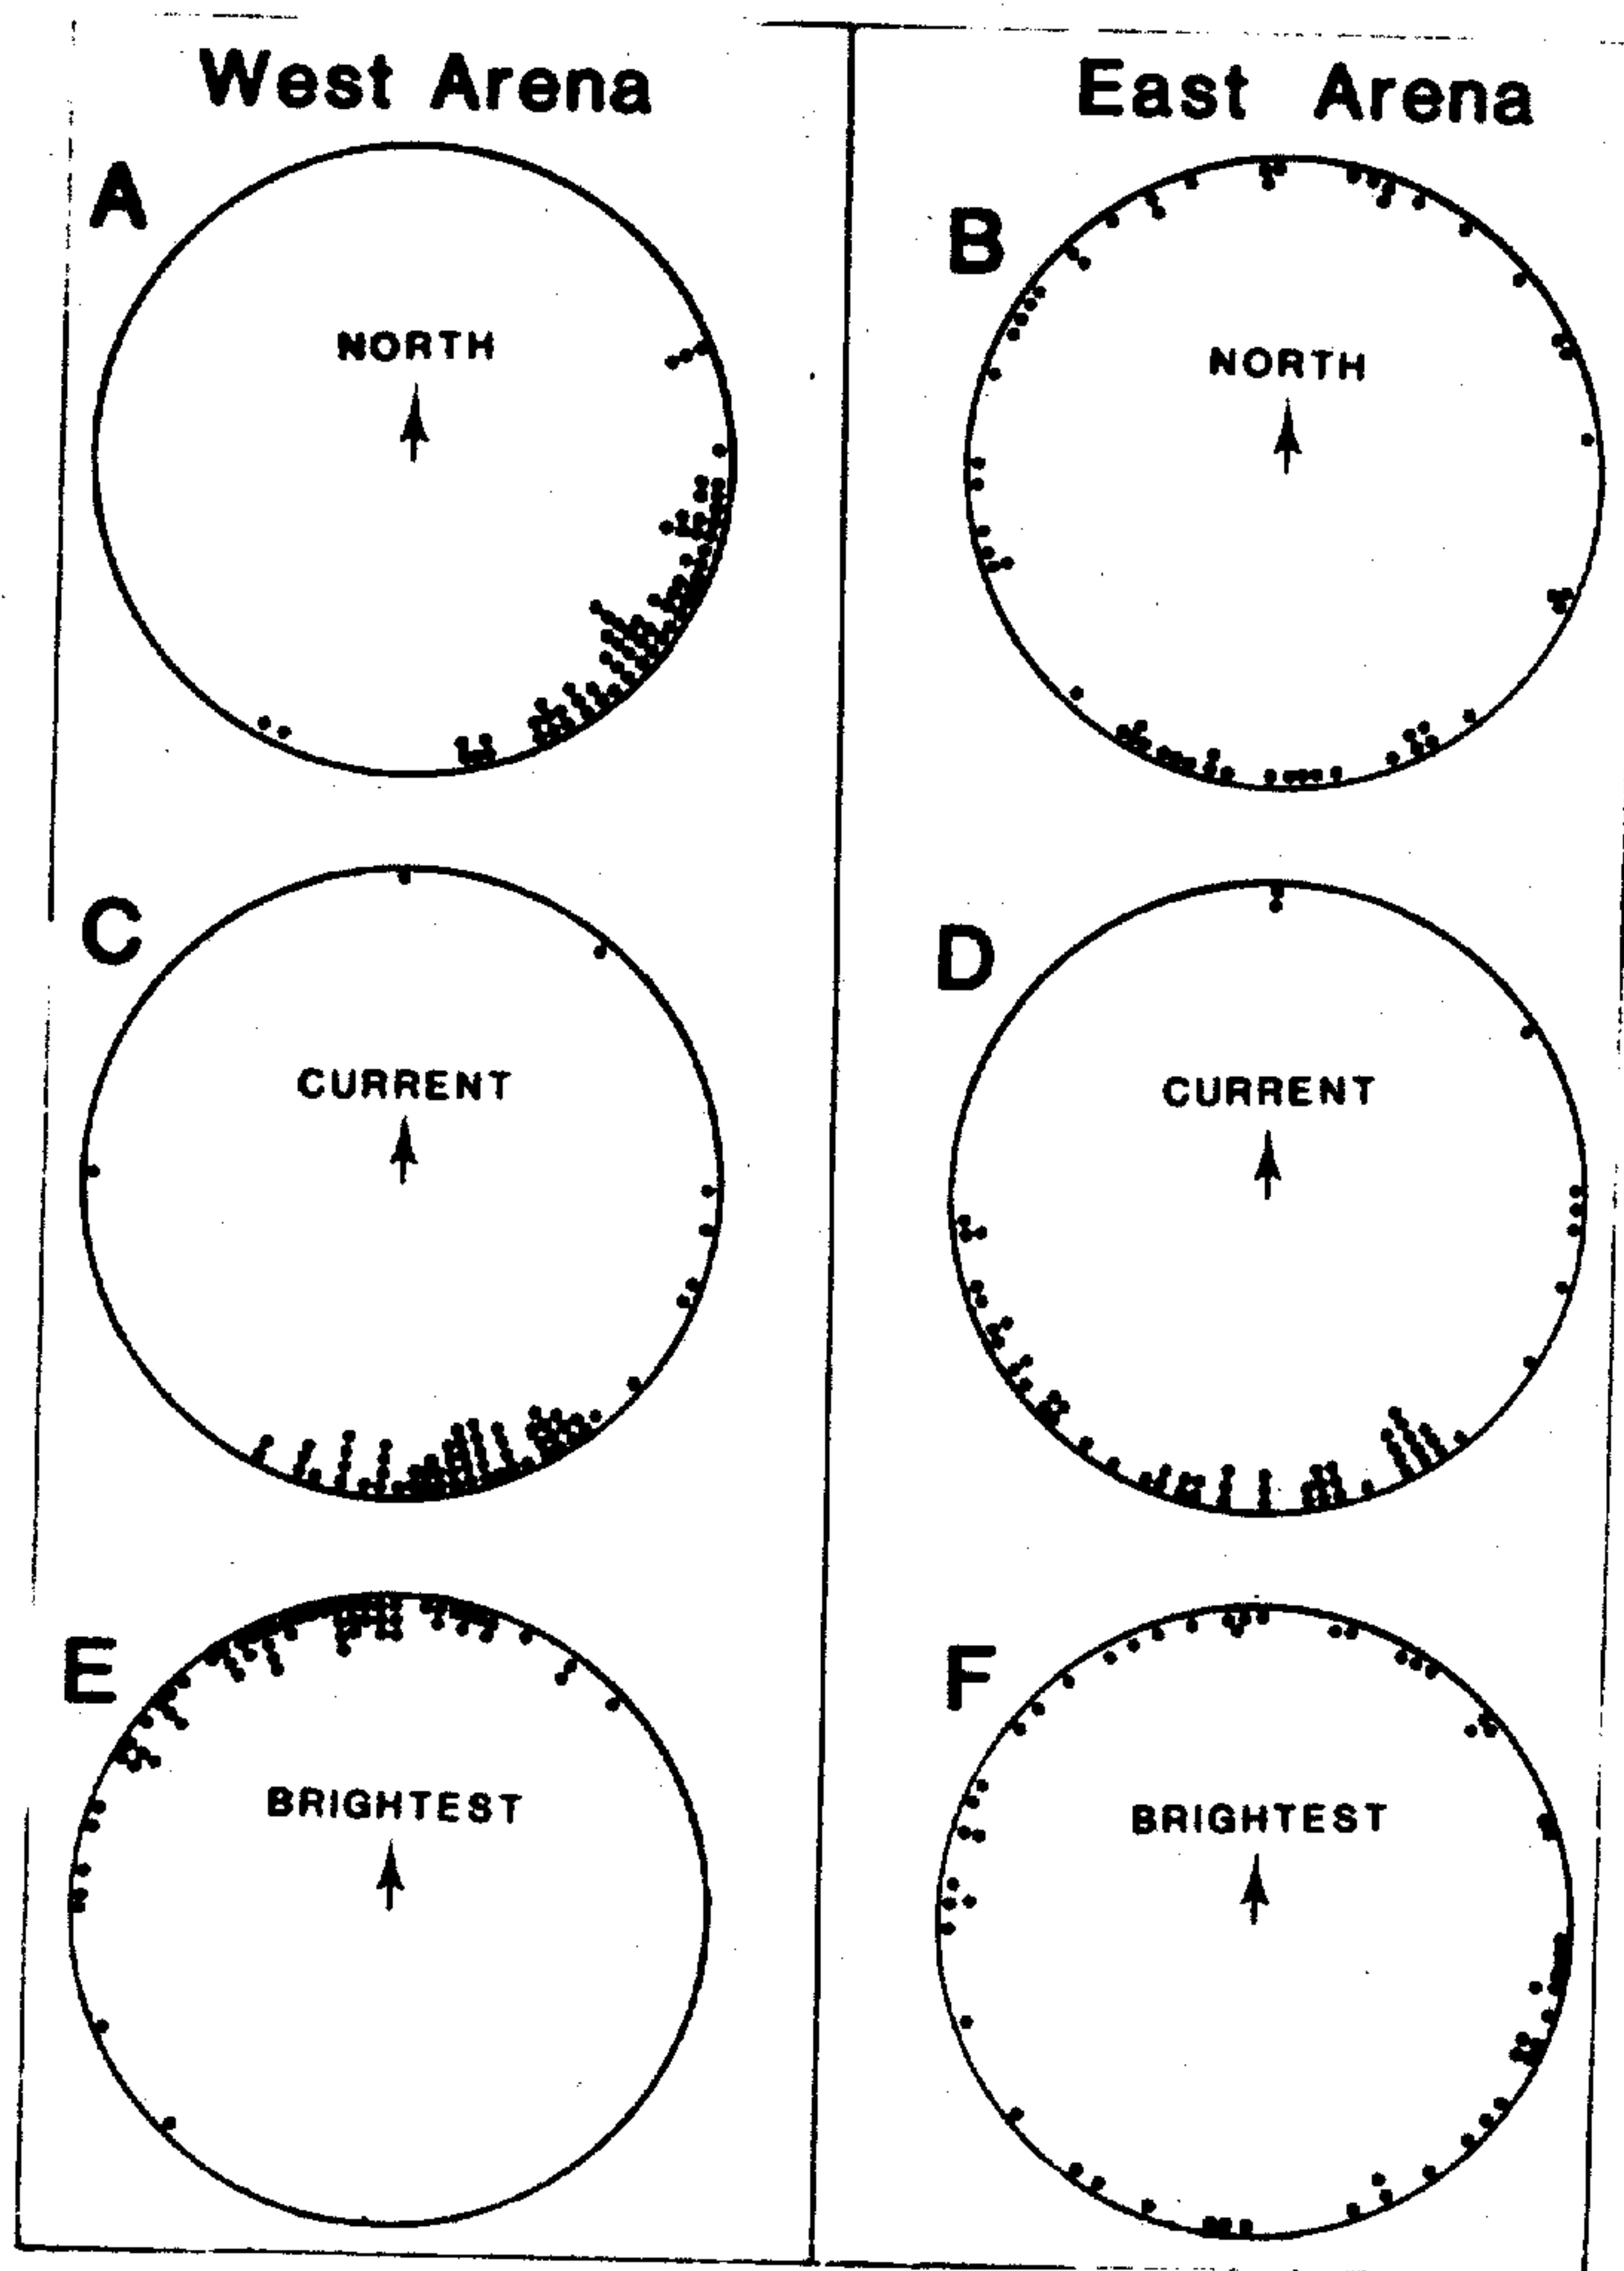 West Arena
East Arena
A
NORTH
B
NORTH
C
CURRENT
D
CURRENT
E
BRIGHTEST
F
BRIGHTEST